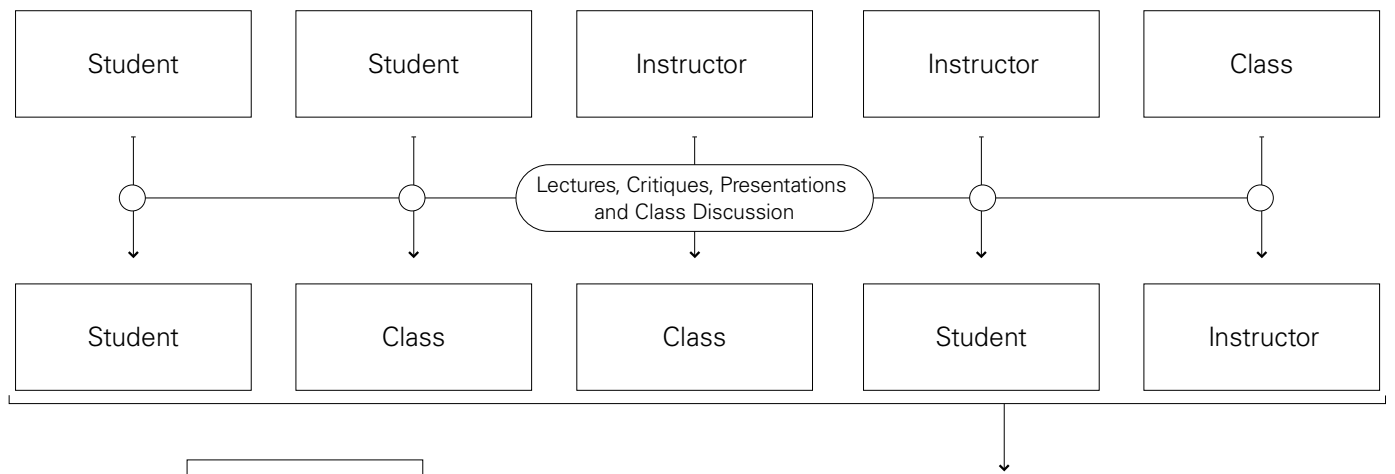 Student
Student
Instructor
Instructor
Class
Lectures, Critiques, Presentations
and Class Discussion
Student
Class
Class
Student
Instructor